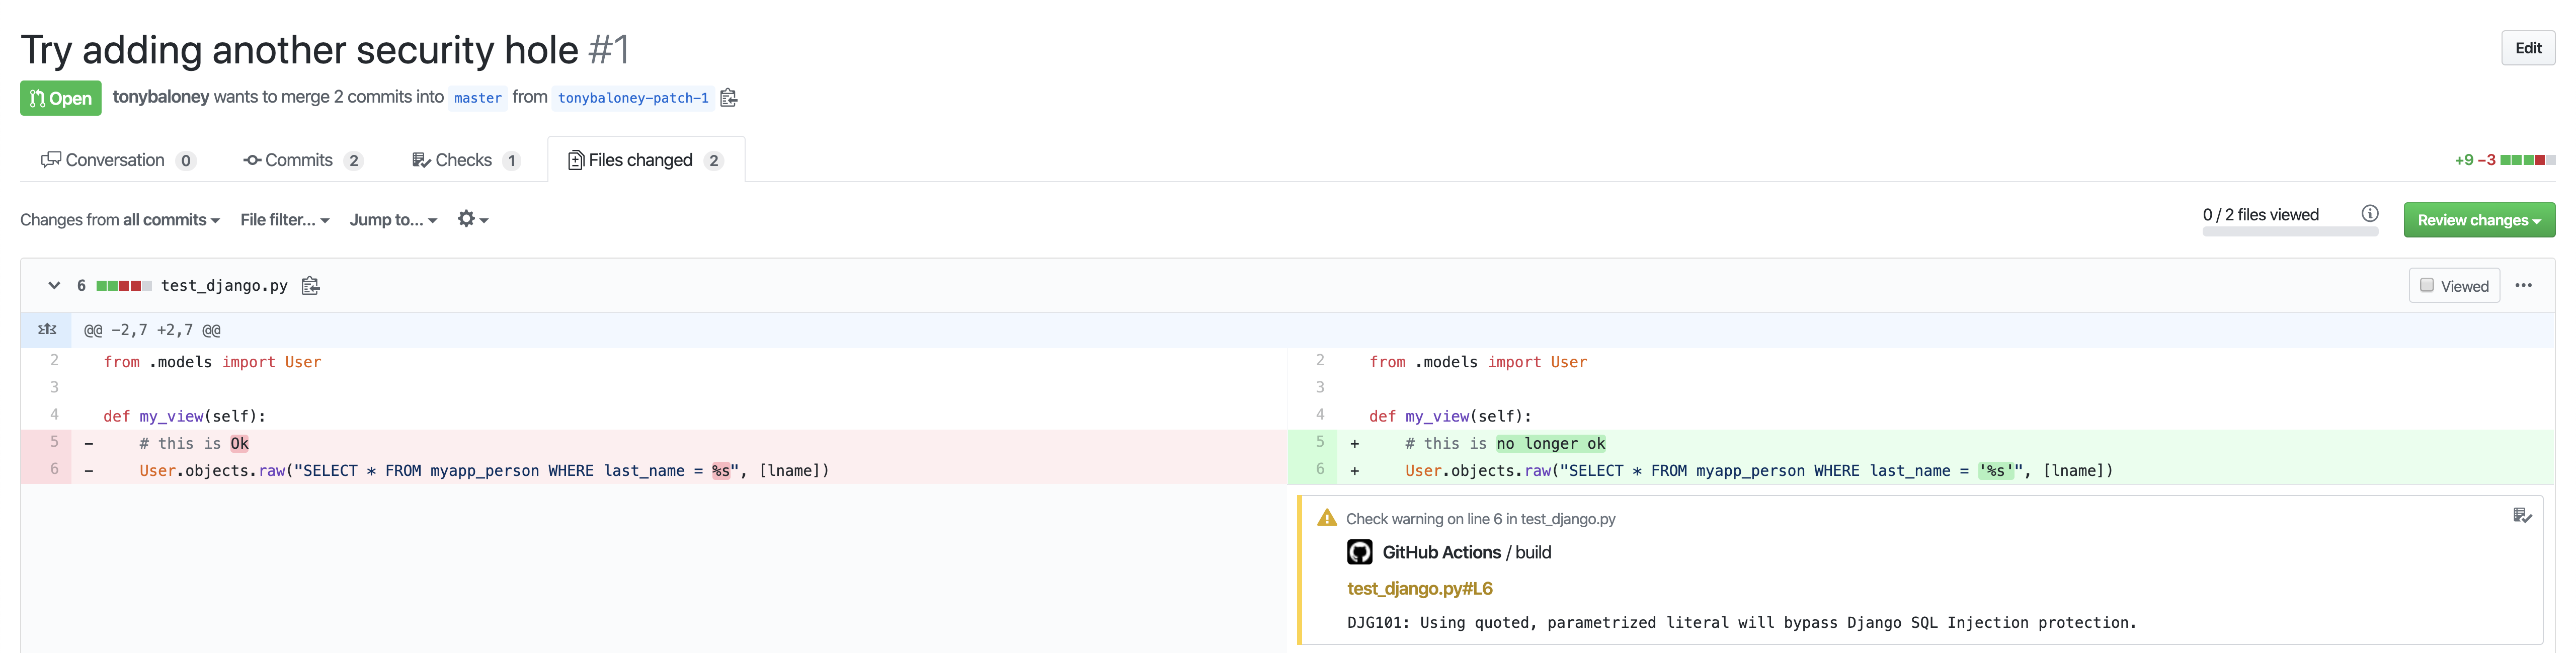 Try adding another security hole #1
Edit
Open tonybaloney wants to merge 2 commits into master from tonybaloney-patch-1
Conversation 0 Commits 2 Checks 1 Files changed 2
+9 −3
Changes from all commits File filter... Jump to...
0 / 2 files viewed
Review changes
6 test_django.py
Viewed
@@ -2,7 +2,7 @@
2 from .models import User
3
4 def my_view(self):
5 - # this is Ok
6 - User.objects.raw("SELECT * FROM myapp_person WHERE last_name = %s", [lname])
2 from .models import User
3
4 def my_view(self):
5 + # this is no longer ok
6 + User.objects.raw("SELECT * FROM myapp_person WHERE last_name = '%s'", [lname])
Check warning on line 6 in test_django.py
GitHub Actions / build
test_django.py#L6
DJG101: Using quoted, parametrized literal will bypass Django SQL Injection protection.